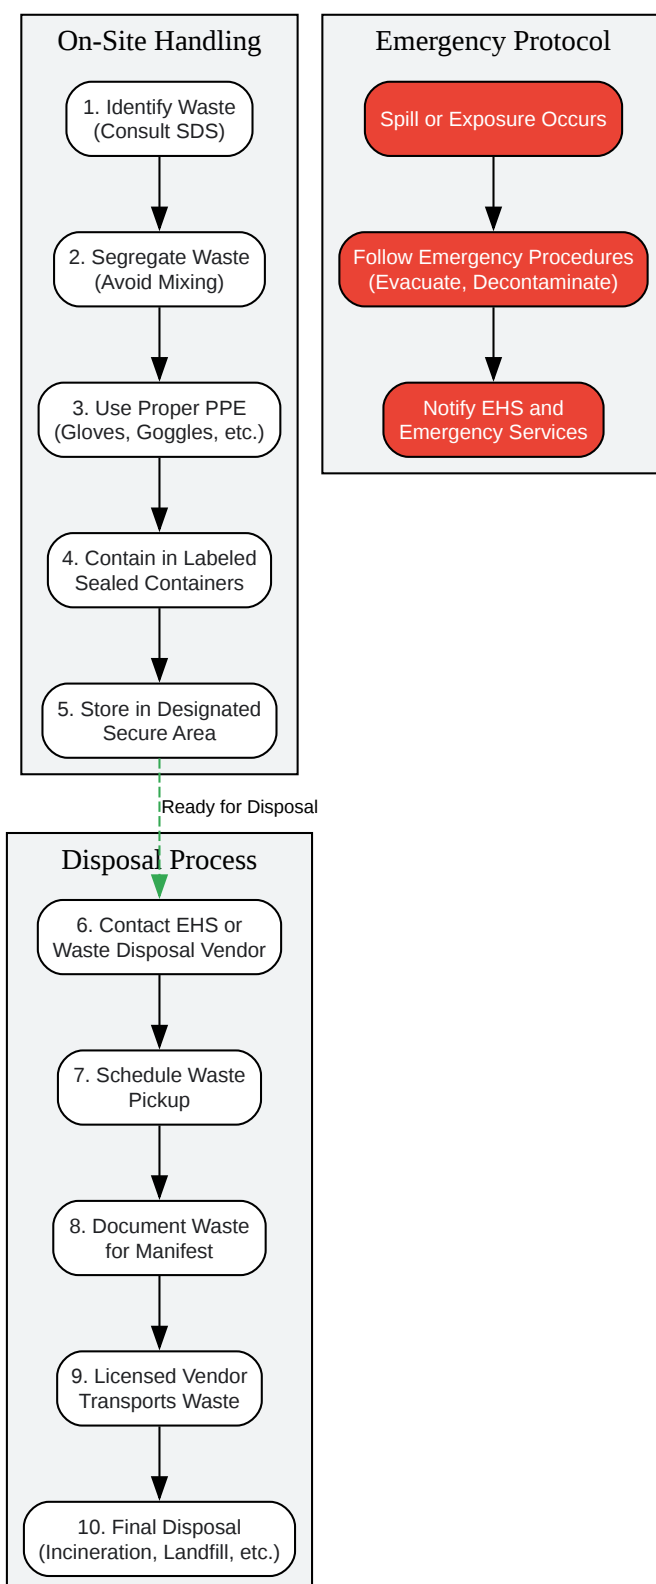 On-Site Handling
1. Identify Waste
(Consult SDS)
2. Segregate Waste
(Avoid Mixing)
3. Use Proper PPE
(Gloves, Goggles, etc.)
4. Contain in Labeled
Sealed Containers
5. Store in Designated
Secure Area
Ready for Disposal
Disposal Process
6. Contact EHS or
Waste Disposal Vendor
7. Schedule Waste
Pickup
8. Document Waste
for Manifest
9. Licensed Vendor
Transports Waste
10. Final Disposal
(Incineration, Landfill, etc.)
Emergency Protocol
Spill or Exposure Occurs
Follow Emergency Procedures
(Evacuate, Decontaminate)
Notify EHS and
Emergency Services